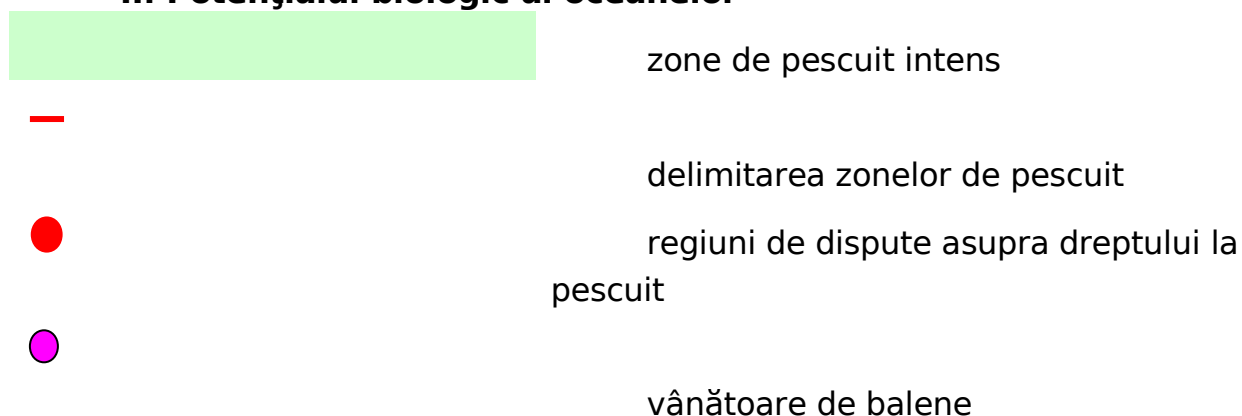 zone de pescuit intens
delimitarea zonelor de pescuit
regiuni de dispute asupra dreptului la
pescuit
vânătoare de balene